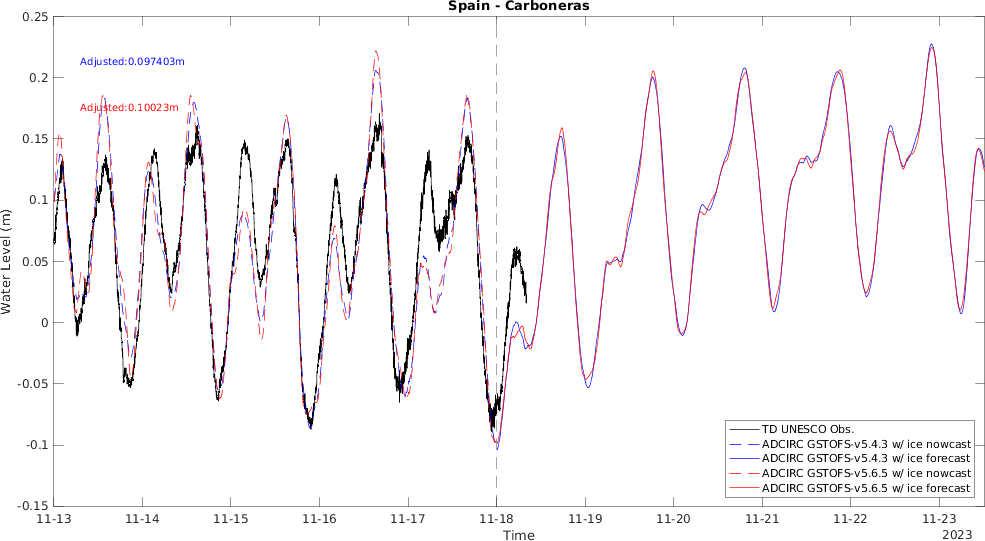 Spain - Carboneras
0.25
0.2
0.15
0.1
0.05
0
-0.05
-0.1
-0.15
Water Level (m)
Adjusted:0.097403m
Adjusted:0.10023m
TD UNESCO Obs.
ADCIRC GSTOFS-v5.4.3 w/ ice nowcast
ADCIRC GSTOFS-v5.4.3 w/ ice forecast
ADCIRC GSTOFS-v5.6.5 w/ ice nowcast
ADCIRC GSTOFS-v5.6.5 w/ ice forecast
11-13 11-14 11-15 11-16 11-17 11-18 11-19 11-20 11-21 11-22 11-23
Time
2023